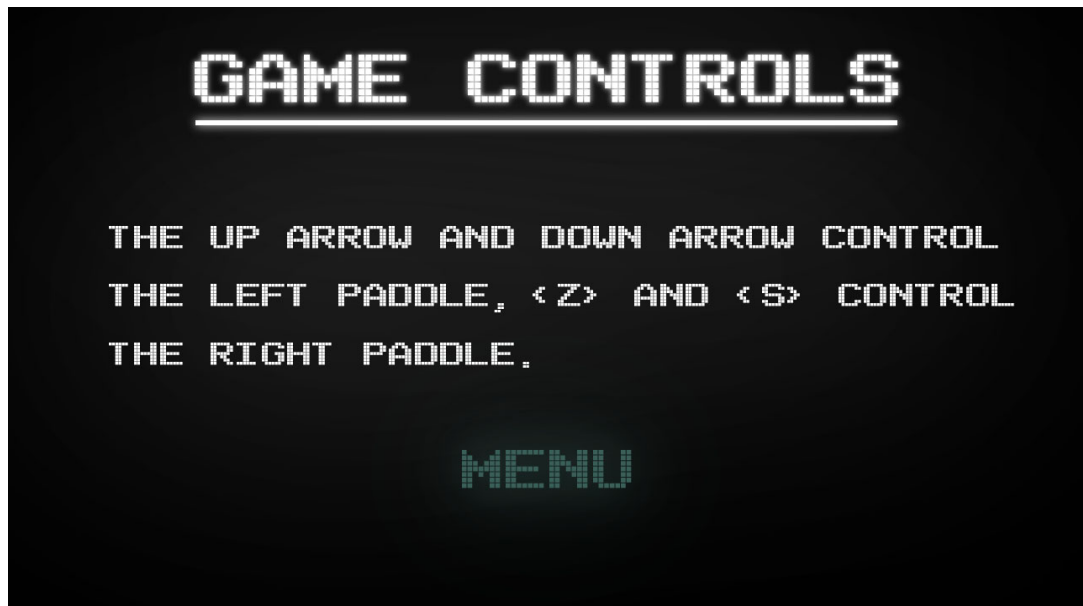 GAME CONTROLS
THE UP ARROW AND DOWN ARROW CONTROL
THE LEFT PADDLE, <Z> AND <S> CONTROL
THE RIGHT PADDLE.
MENU